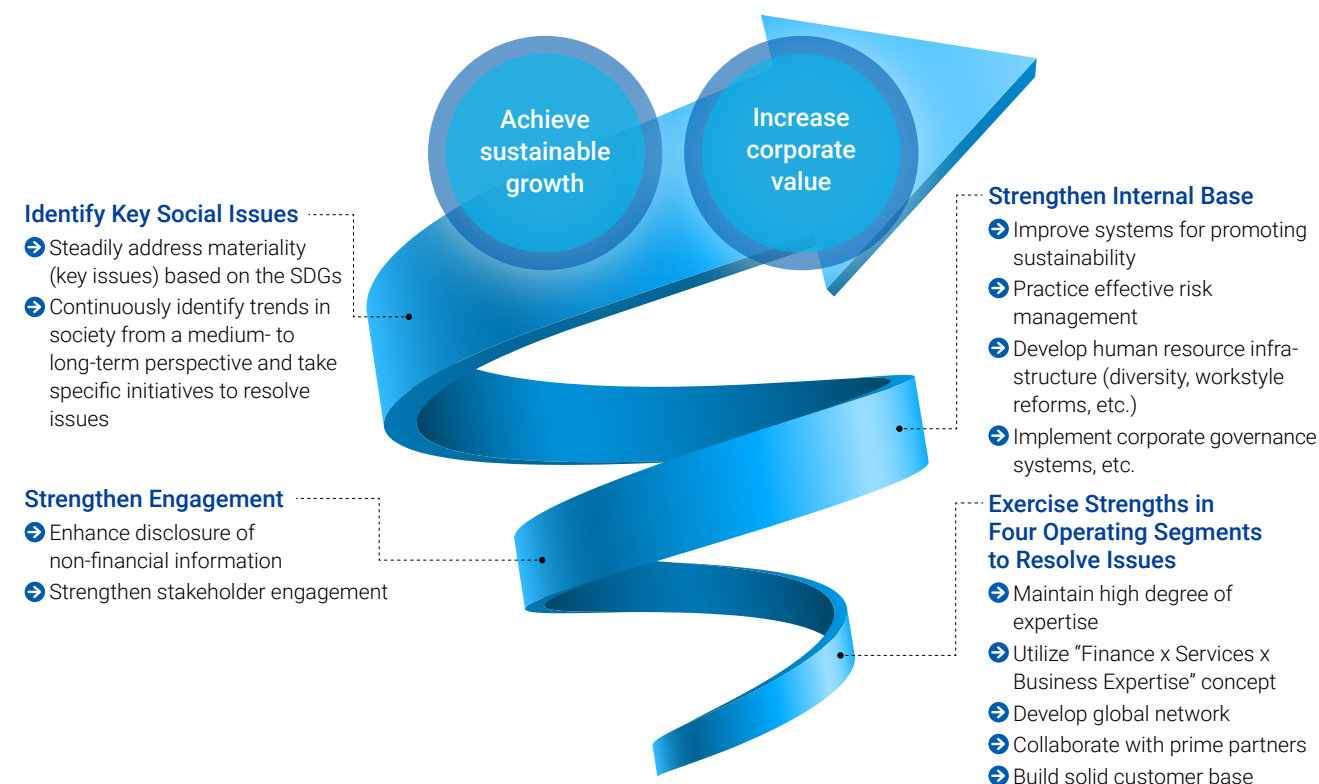 Achieve
sustainable
growth
Increase
corporate
value
Identify Key Social Issues
Steadily address materiality
(key issues) based on the SDGs
Continuously identify trends in
society from a medium- to
long-term perspective and take
specific initiatives to resolve
issues
Strengthen Engagement
Enhance disclosure of
non-financial information
Strengthen stakeholder engagement
Strengthen Internal Base
Improve systems for promoting
sustainability
Practice effective risk
management
Develop human resource infra-
structure (diversity, workstyle
reforms, etc.)
Implement corporate governance
systems, etc.
Exercise Strengths in
Four Operating Segments
to Resolve Issues
Maintain high degree of
expertise
Utilize “Finance x Services x
Business Expertise” concept
Develop global network
Collaborate with prime partners
Build solid customer base